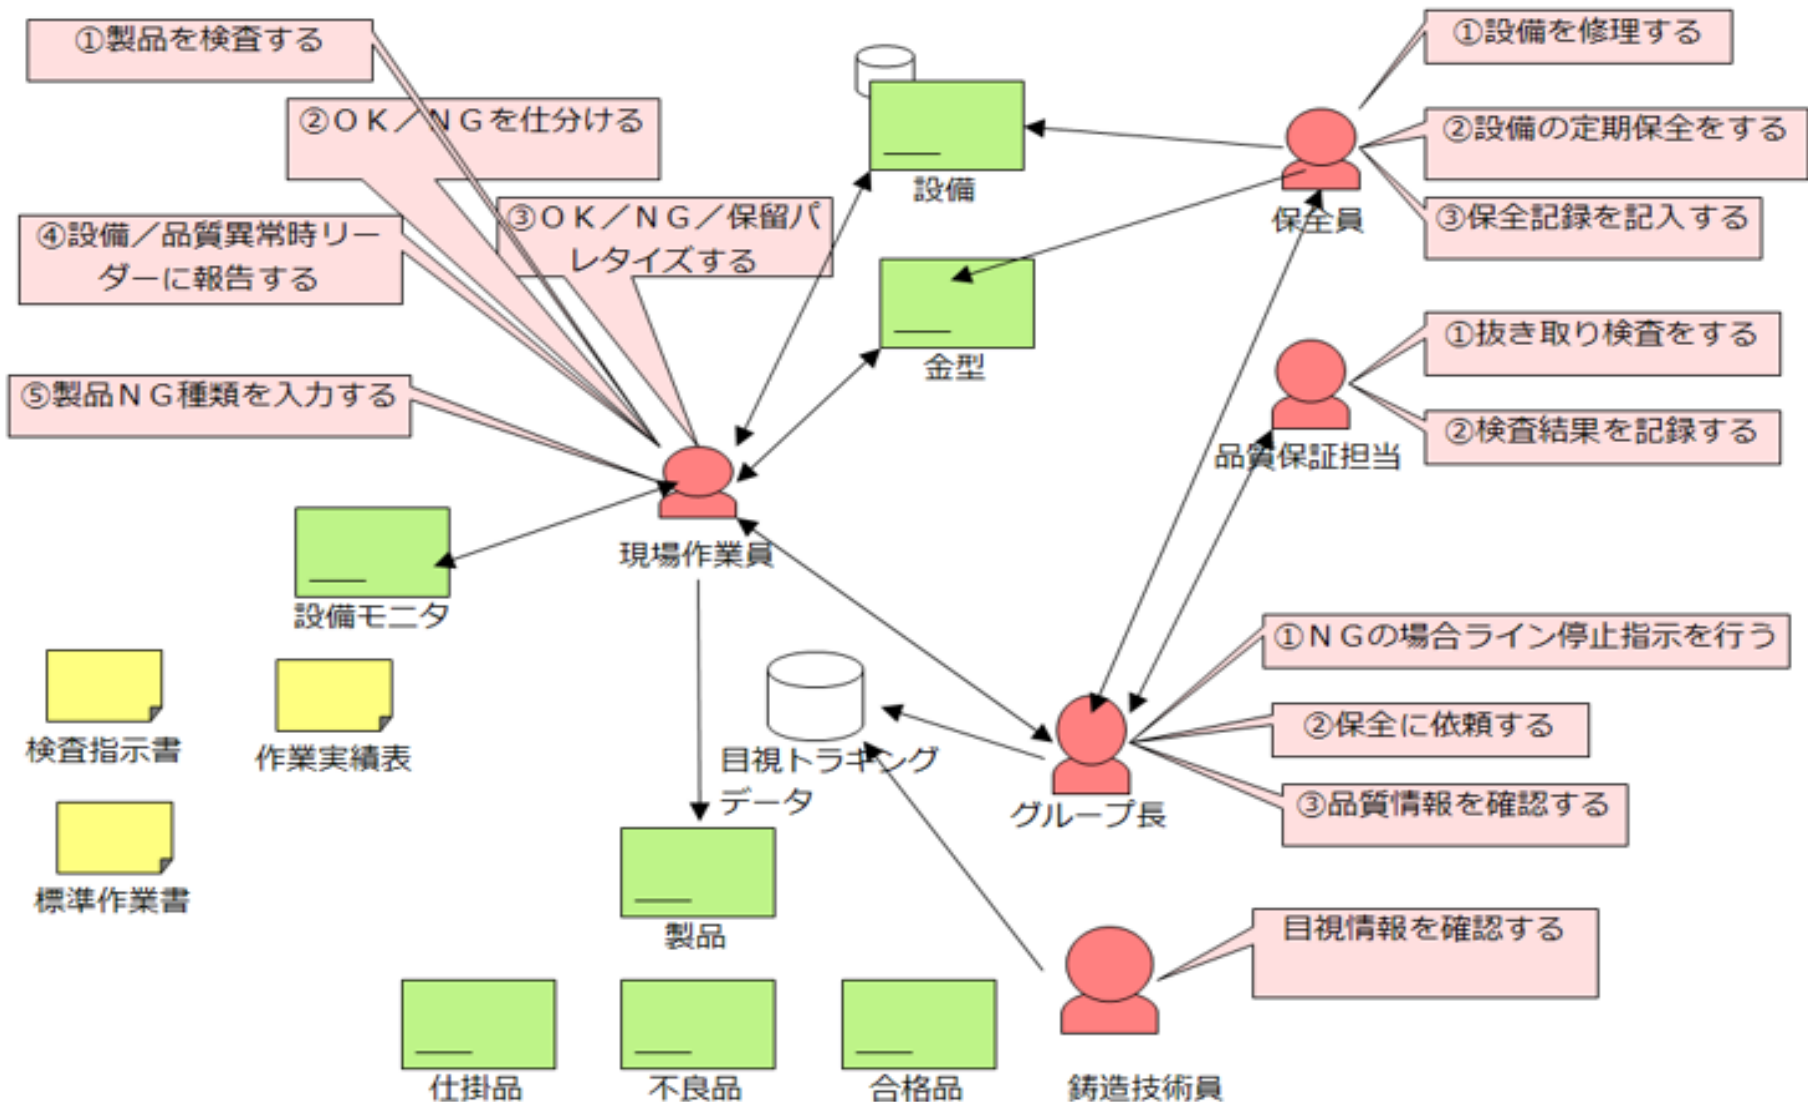 ①製品を検査する
②ＯＫ／ＮＧを仕分ける
③ＯＫ／ＮＧ／保留パ
レタイズする
④設備／品質異常時リー
ダーに報告する
⑤製品ＮＧ種類を入力する
設備
金型
①設備を修理する
②設備の定期保全をする
③保全記録を記入する
保全員
①抜き取り検査をする
②検査結果を記録する
品質保証担当
現場作業員
設備モニタ
検査指示書
作業実績表
標準作業書
目視トラキング
データ
①ＮＧの場合ライン停止指示を行う
②保全に依頼する
③品質情報を確認する
グループ長
製品
目視情報を確認する
仕掛品
不良品
合格品
鋳造技術員